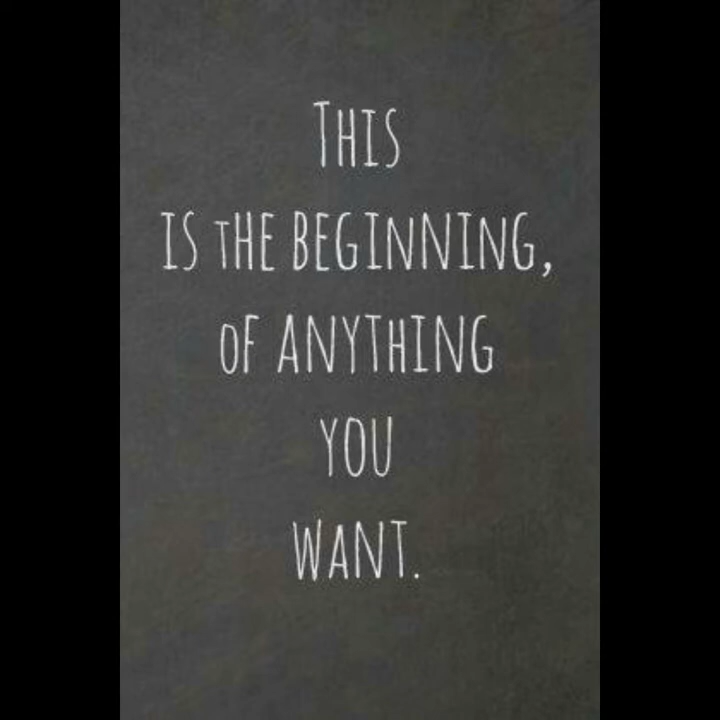 THIS
IS THE BEGINNING,
OF ANYTHING
YOU
WANT.